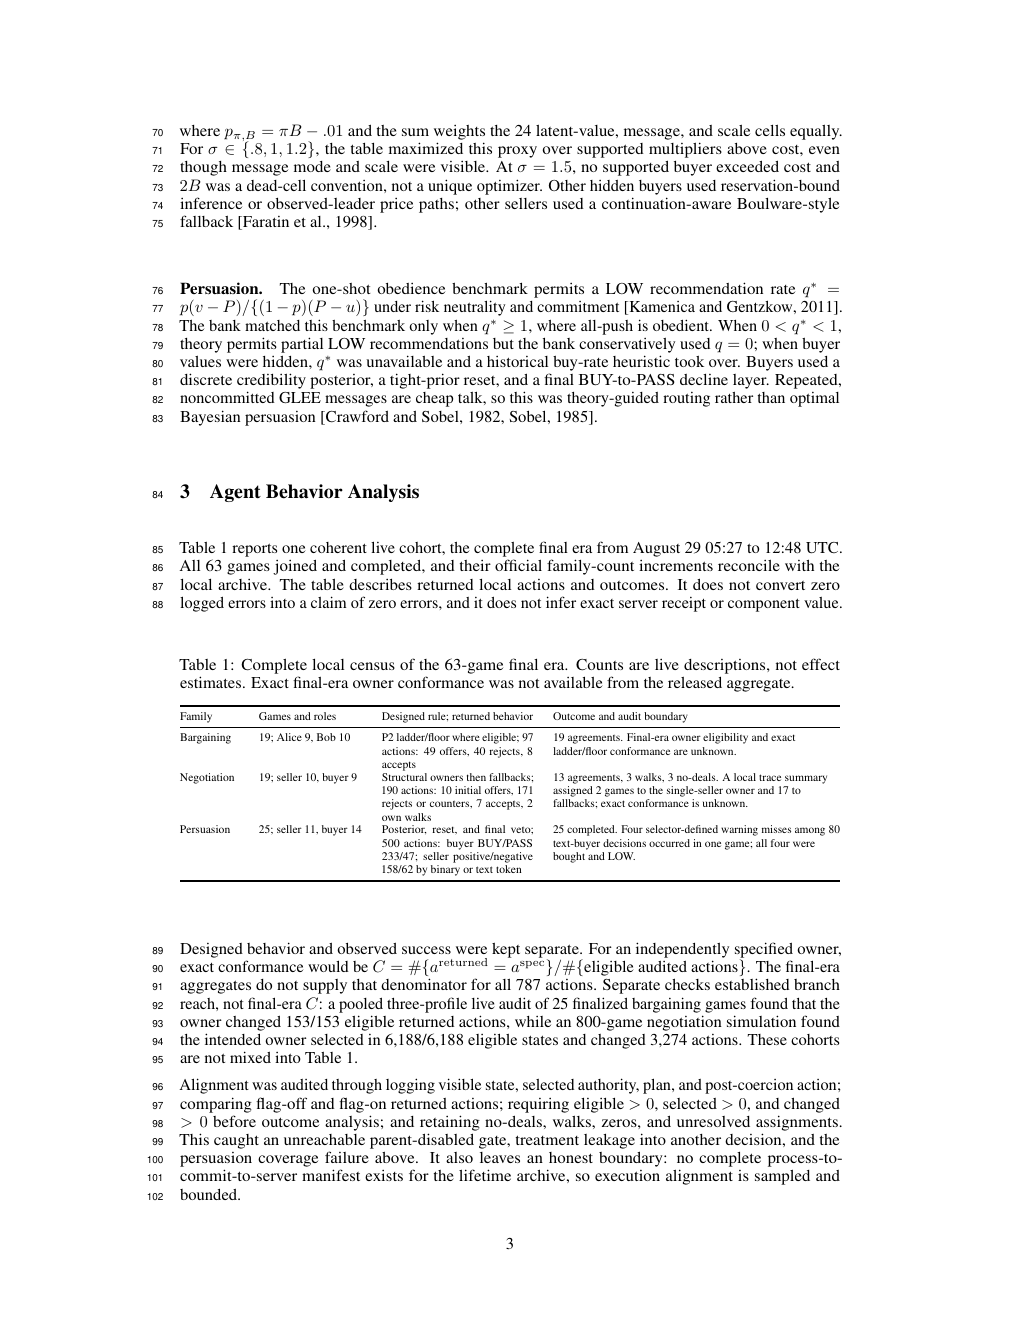 70 where pπ,B = πB − .01 and the sum weights the 24 latent-value, message, and scale cells equally.
71 For σ ∈ {.8, 1, 1.2}, the table maximized this proxy over supported multipliers above cost, even
72 though message mode and scale were visible. At σ = 1.5, no supported buyer exceeded cost and
73 2B was a dead-cell convention, not a unique optimizer. Other hidden buyers used reservation-bound
74 inference or observed-leader price paths; other sellers used a continuation-aware Boulware-style
75 fallback [Faratin et al., 1998].
76 Persuasion. The one-shot obedience benchmark permits a LOW recommendation rate q* =
77 p(v − P)/{(1 − p)(P − u)} under risk neutrality and commitment [Kamenica and Gentzkow, 2011].
78 The bank matched this benchmark only when q* ≥ 1, where all-push is obedient. When 0 < q* < 1,
79 theory permits partial LOW recommendations but the bank conservatively used q = 0; when buyer
80 values were hidden, q* was unavailable and a historical buy-rate heuristic took over. Buyers used a
81 discrete credibility posterior, a tight-prior reset, and a final BUY-to-PASS decline layer. Repeated,
82 noncommitted GLEE messages are cheap talk, so this was theory-guided routing rather than optimal
83 Bayesian persuasion [Crawford and Sobel, 1982, Sobel, 1985].
84 3 Agent Behavior Analysis
85 Table 1 reports one coherent live cohort, the complete final era from August 29 05:27 to 12:48 UTC.
86 All 63 games joined and completed, and their official family-count increments reconcile with the
87 local archive. The table describes returned local actions and outcomes. It does not convert zero
88 logged errors into a claim of zero errors, and it does not infer exact server receipt or component value.
Table 1: Complete local census of the 63-game final era. Counts are live descriptions, not effect
estimates. Exact final-era owner conformance was not available from the released aggregate.
Family Games and roles Designed rule; returned behavior Outcome and audit boundary
Bargaining 19; Alice 9, Bob 10 P2 ladder/floor where eligible; 97 19 agreements. Final-era owner eligibility and exact
actions: 49 offers, 40 rejects, 8 ladder/floor conformance are unknown.
accepts
Negotiation 19; seller 10, buyer 9 Structural owners then fallbacks; 13 agreements, 3 walks, 3 no-deals. A local trace summary
190 actions: 10 initial offers, 171 assigned 2 games to the single-seller owner and 17 to
rejects or counters, 7 accepts, 2 fallbacks; exact conformance is unknown.
own walks
Persuasion 25; seller 11, buyer 14 Posterior, reset, and final veto; 25 completed. Four selector-defined warning misses among 80
500 actions: buyer BUY/PASS text-buyer decisions occurred in one game; all four were
233/47; seller positive/negative bought and LOW.
158/62 by binary or text token
89 Designed behavior and observed success were kept separate. For an independently specified owner,
90 exact conformance would be C = #{a^returned = a^spec}/#{eligible audited actions}. The final-era
91 aggregates do not supply that denominator for all 787 actions. Separate checks established branch
92 reach, not final-era C: a pooled three-profile live audit of 25 finalized bargaining games found that the
93 owner changed 153/153 eligible returned actions, while an 800-game negotiation simulation found
94 the intended owner selected in 6,188/6,188 eligible states and changed 3,274 actions. These cohorts
95 are not mixed into Table 1.
96 Alignment was audited through logging visible state, selected authority, plan, and post-coercion action;
97 comparing flag-off and flag-on returned actions; requiring eligible > 0, selected > 0, and changed
98 > 0 before outcome analysis; and retaining no-deals, walks, zeros, and unresolved assignments.
99 This caught an unreachable parent-disabled gate, treatment leakage into another decision, and the
100 persuasion coverage failure above. It also leaves an honest boundary: no complete process-to-
101 commit-to-server manifest exists for the lifetime archive, so execution alignment is sampled and
102 bounded.
3